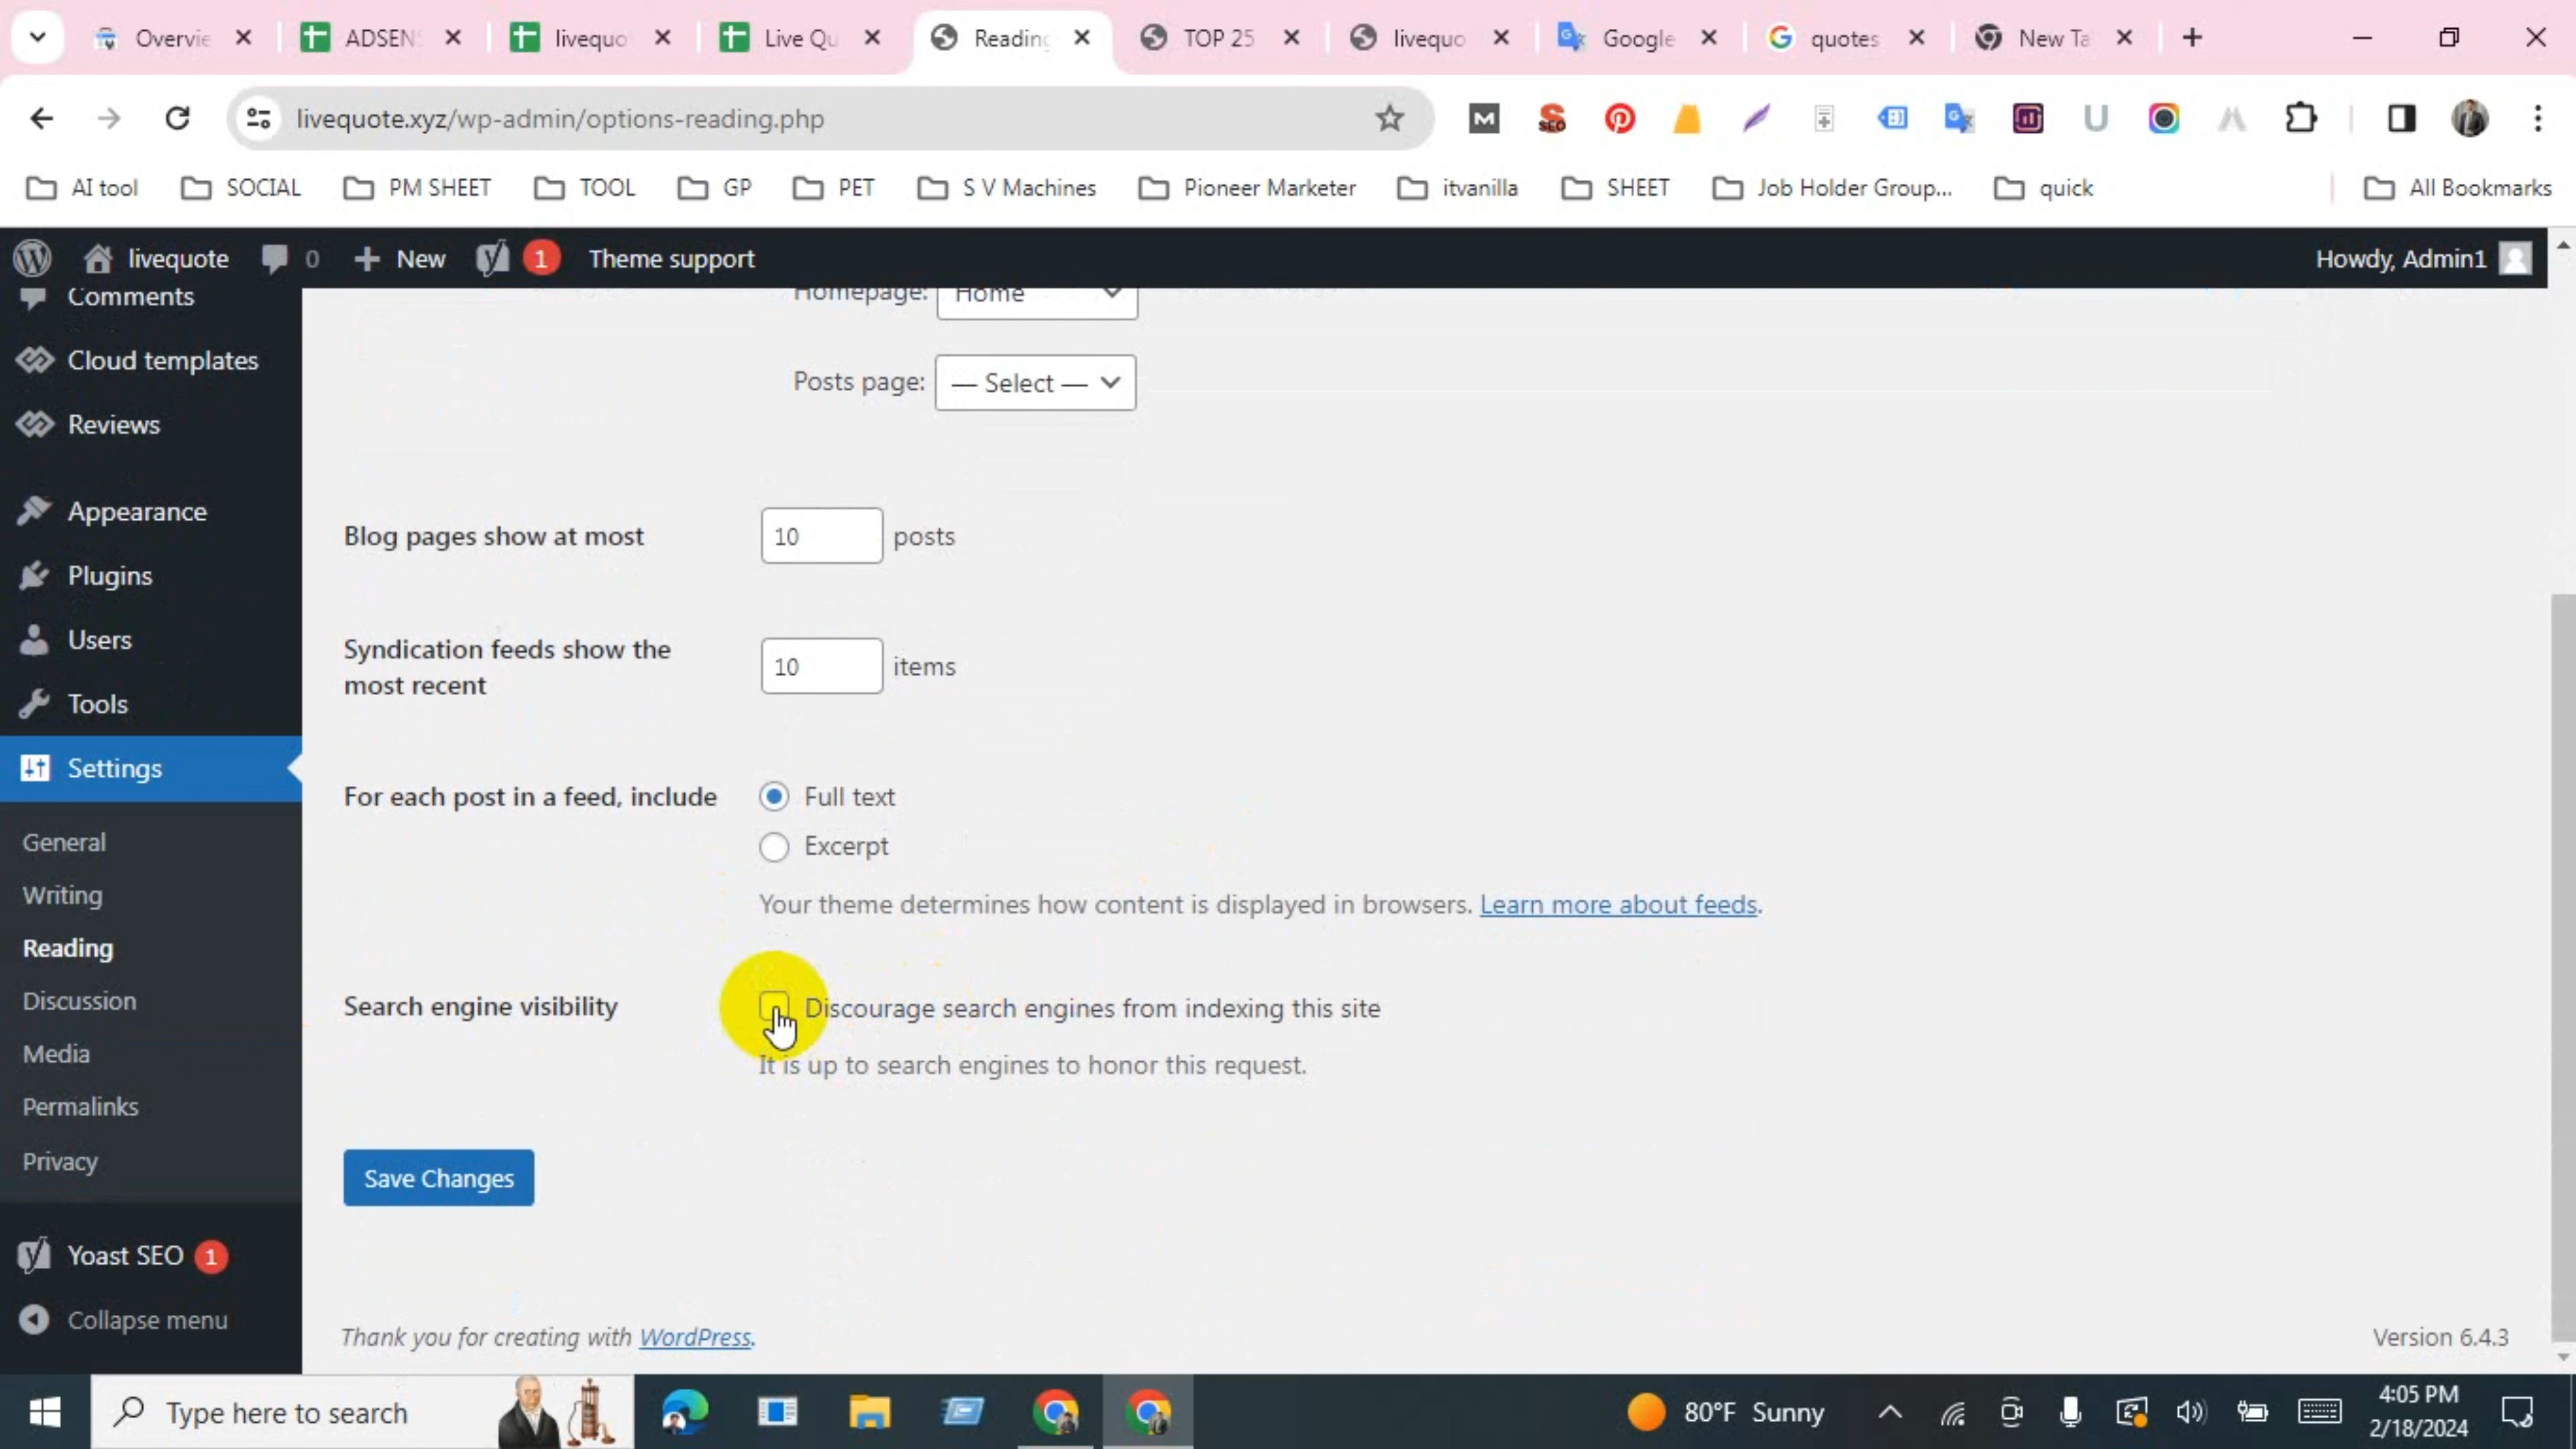 Overvie
ADSEN
livequo
Live Qu
Reading
TOP 25
livequo
Google
quotes
New Ta
livequote.xyz/wp-admin/options-reading.php
AI tool
SOCIAL
PM SHEET
TOOL
GP
PET
S V Machines
Pioneer Marketer
itvanilla
SHEET
Job Holder Group...
quick
All Bookmarks
livequote
0
New
1
Theme support
Howdy, Admin1
Comments
Cloud templates
Reviews
Appearance
Plugins
Users
Tools
Settings
General
Writing
Reading
Discussion
Media
Permalinks
Privacy
Yoast SEO 1
Collapse menu
Homepage: Home
Posts page: — Select —
Blog pages show at most 10 posts
Syndication feeds show the
most recent
10 items
For each post in a feed, include
Full text
Excerpt
Your theme determines how content is displayed in browsers. Learn more about feeds.
Search engine visibility
Discourage search engines from indexing this site
It is up to search engines to honor this request.
Save Changes
Thank you for creating with WordPress.
Version 6.4.3
Type here to search
80°F Sunny
4:05 PM
2/18/2024